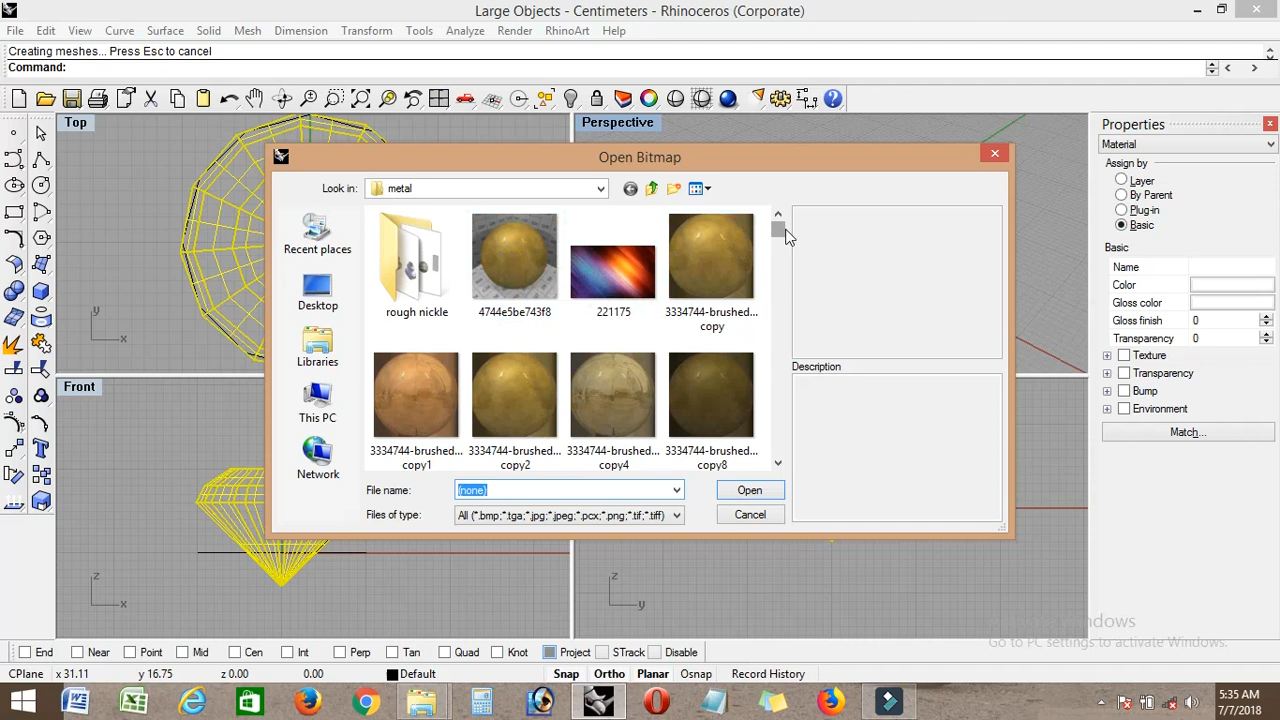 Large Objects - Centimeters - Rhinoceros (Corporate)
File Edit View Curve Surface Solid Mesh Dimension Transform Tools Analyze Render RhinoArt Help
Creating meshes... Press Esc to cancel
Command:
Top
Perspective
Front
Open Bitmap
Look in: metal
Recent places
Desktop
Libraries
This PC
Network
rough nickle
4744e5be743f8
221175
3334744-brushed... copy
3334744-brushed... copy1
3334744-brushed... copy2
3334744-brushed... copy4
3334744-brushed... copy8
Description
File name: (none) Open
Files of type: All (*.bmp;*.tga;*.jpg;*.jpeg;*.pcx;*.png;*.tif;*.tiff) Cancel
Properties
Material
Assign by
Layer
By Parent
Plug-in
Basic
Basic
Name
Color
Gloss color
Gloss finish 0
Transparency 0
Texture
Transparency
Bump
Environment
Match...
y
x
z
x
z
y
Go to PC settings to activate Windows.
End Near Point Mid Cen Int Perp Tan Quad Knot Project STrack Disable
CPlane x 31.11 y 16.75 z 0.00 0.00 Default Snap Ortho Planar Osnap Record History
5:35 AM
7/7/2018